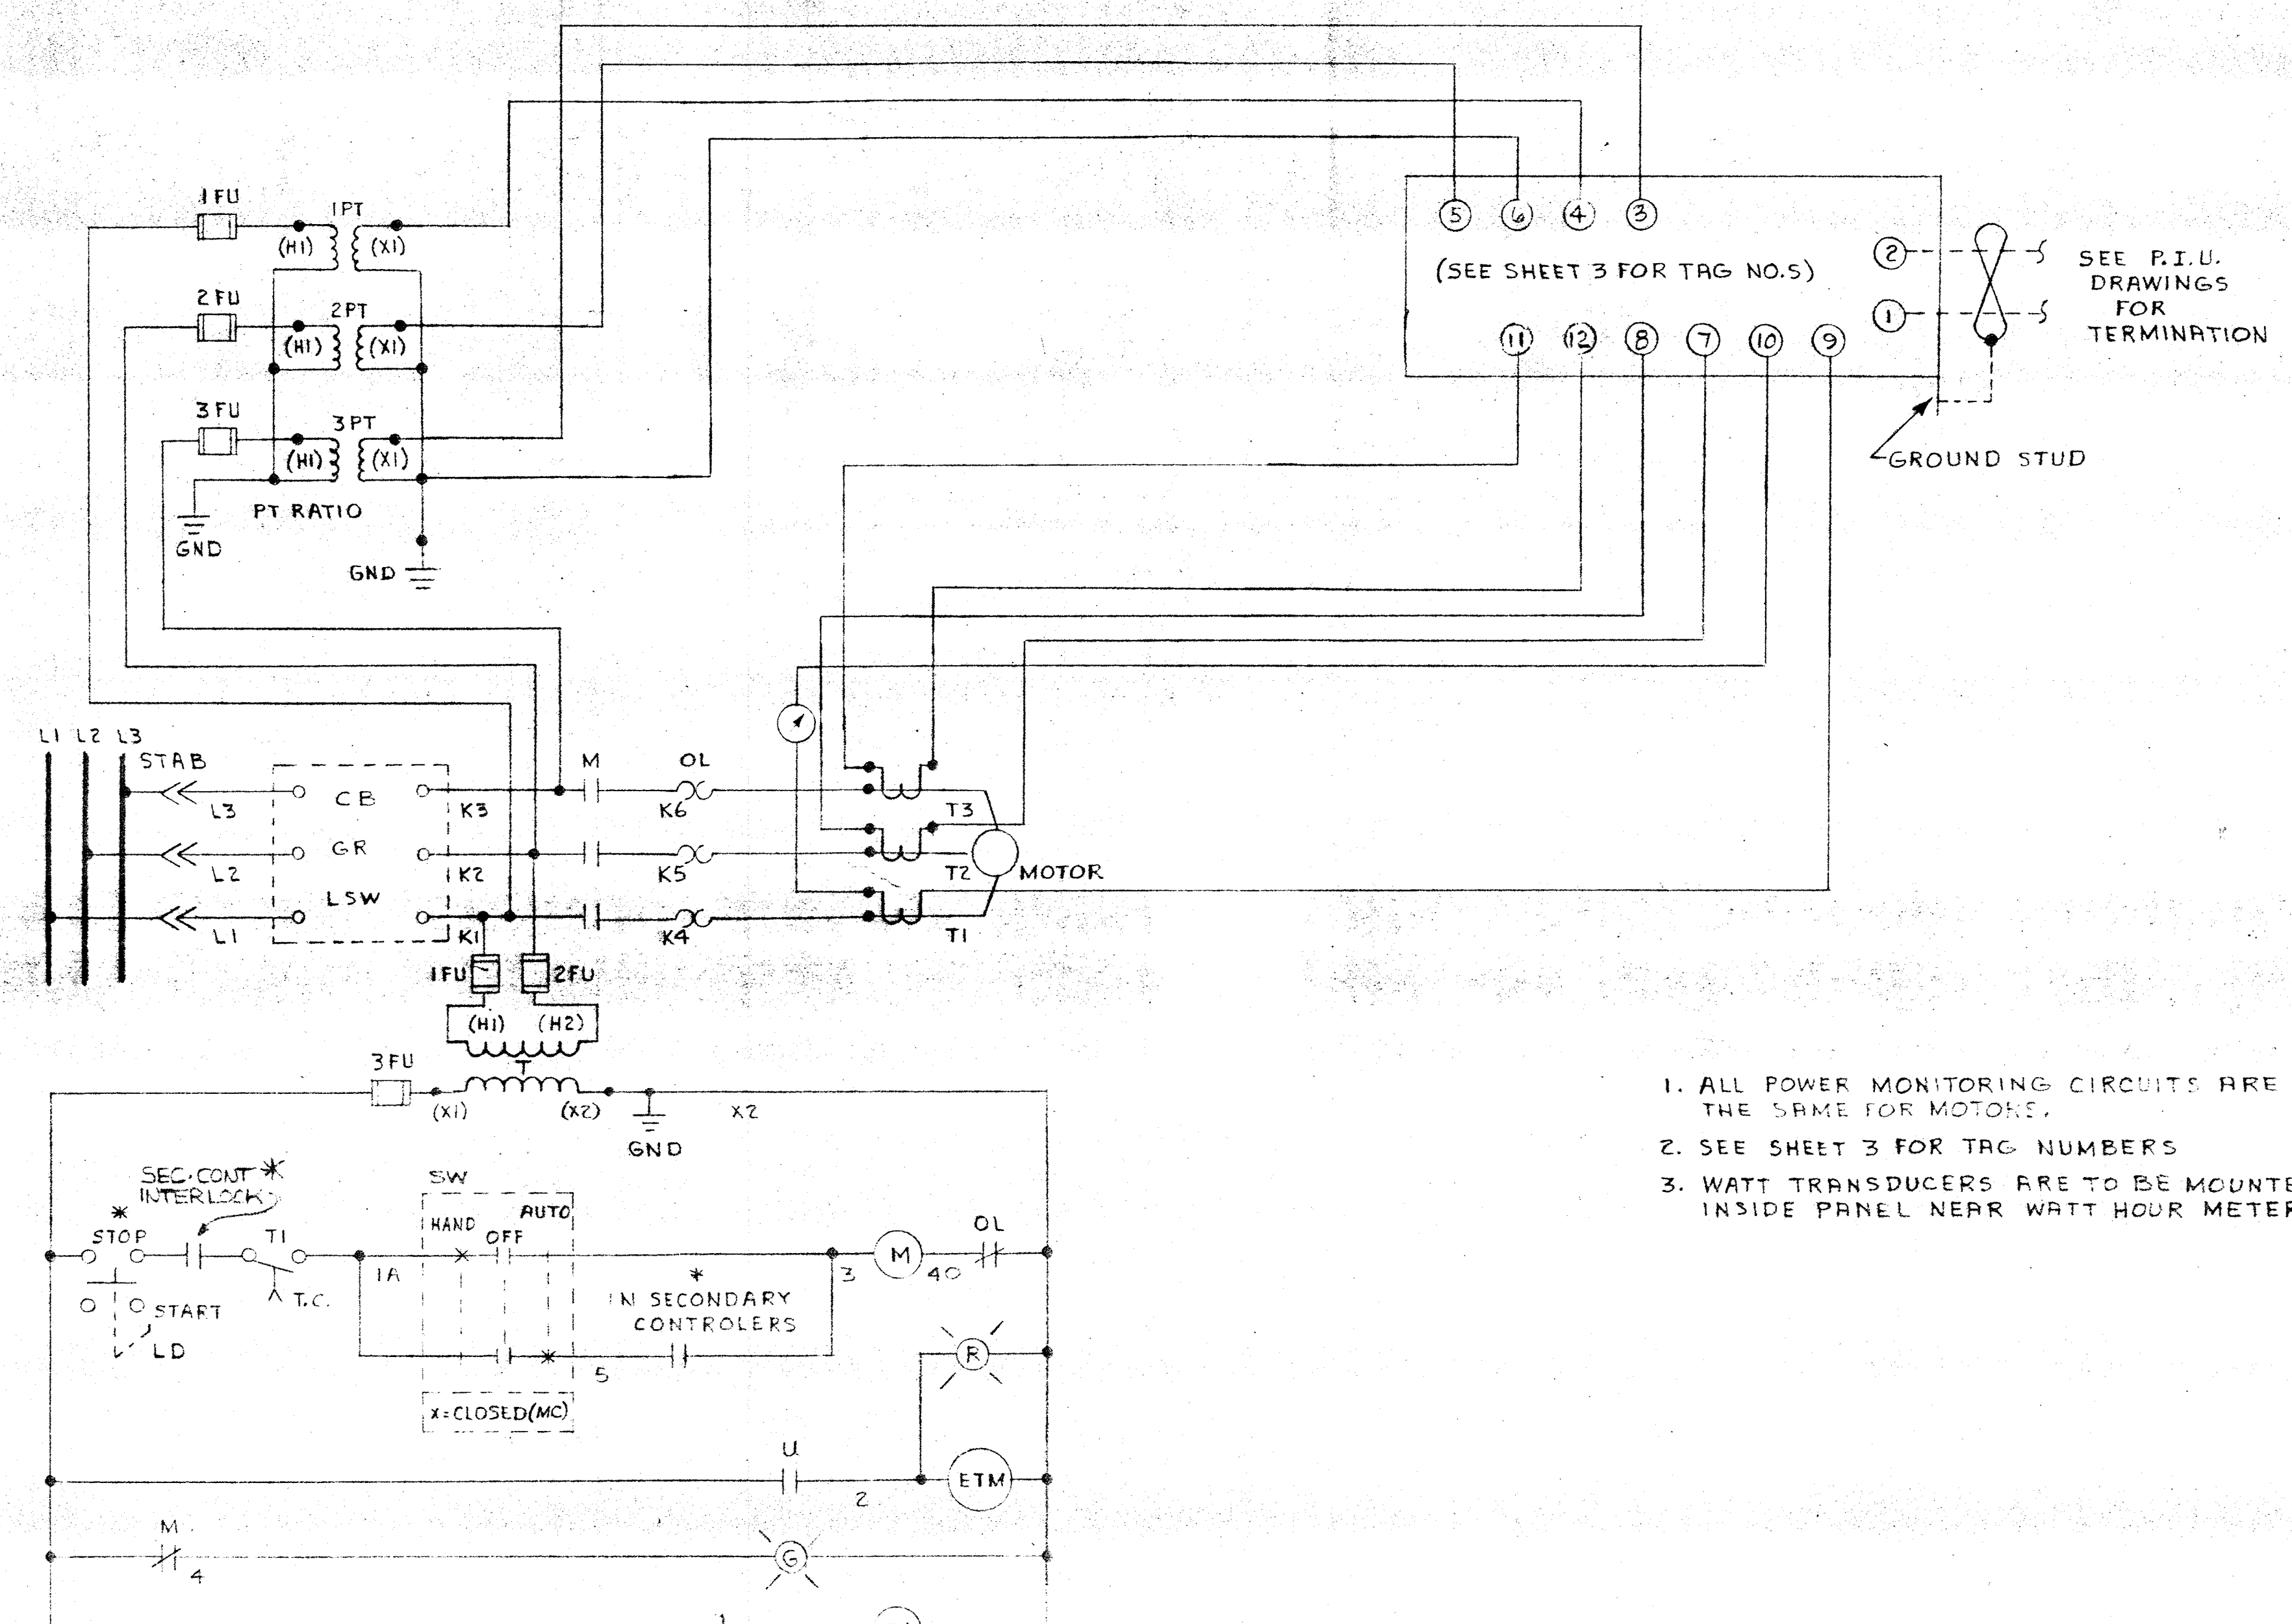 1FU
1PT
(H1)
(X1)
2FU
2PT
(H1)
(X1)
3FU
3PT
(H1)
(X1)
PT RATIO
GND
GND
5
6
4
3
2
(SEE SHEET 3 FOR TAG NO.S)
1
11
12
8
7
10
9
SEE P.I.U.
DRAWINGS
FOR
TERMINATION
GROUND STUD
L1 L2 L3
STAB
M
OL
L3
CB
K3
K6
T3
GR
L2
K2
K5
T2
MOTOR
LSW
L1
K1
K4
T1
1FU
2FU
(H1)
(H2)
T
3FU
(X1)
(X2)
X2
GND
1. ALL POWER MONITORING CIRCUITS ARE
THE SAME FOR MOTORS.
2. SEE SHEET 3 FOR TAG NUMBERS
3. WATT TRANSDUCERS ARE TO BE MOUNTE
INSIDE PANEL NEAR WATT HOUR METER
SEC.CONT *
INTERLOCK
SW
*
STOP
T1
HAND
OFF
AUTO
1A
M
OL
3
40
START
T.C.
LD
*
IN SECONDARY
CONTROLERS
5
R
X=CLOSED(MC)
U
2
ETM
M
4
G